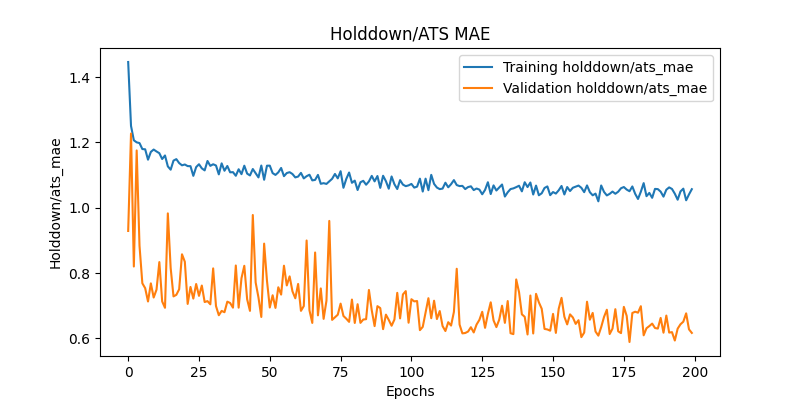 Holddown/ATS MAE
Training holddown/ats_mae
Validation holddown/ats_mae
Holddown/ats_mae
1.4
1.2
1.0
0.8
0.6
0 25 50 75 100 125 150 175 200
Epochs